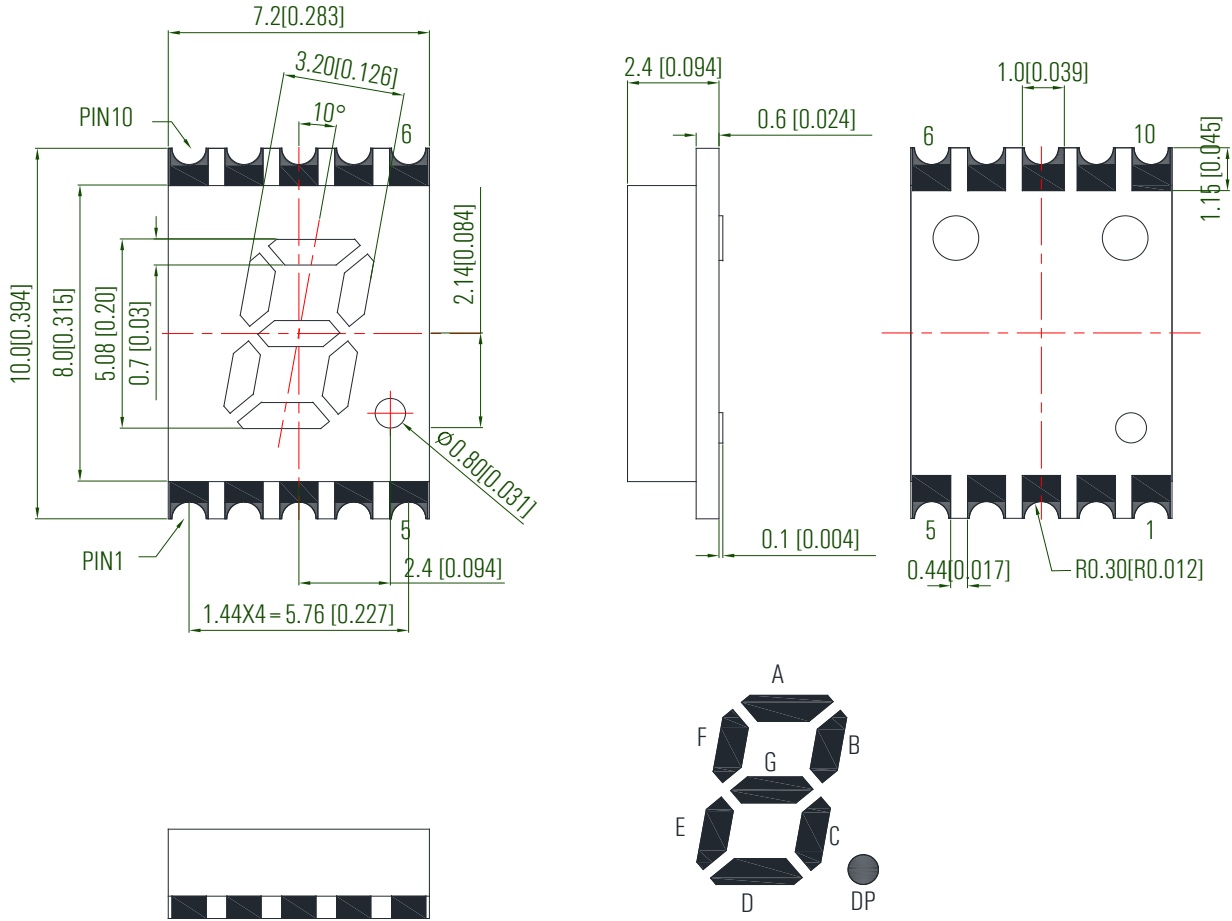 7.2[0.283]
3.20[0.126]
10°
PIN10
6
10.0[0.394]
8.0[0.315]
5.08 [0.20]
0.7 [0.03]
2.14[0.084]
Ø0.80[0.031]
PIN1
5
2.4 [0.094]
1.44X4=5.76 [0.227]
2.4 [0.094]
0.6 [0.024]
0.1 [0.004]
1.0[0.039]
6
10
1.15 [0.045]
5
1
0.44[0.017]
R0.30[R0.012]
A
F
B
G
E
C
D
DP